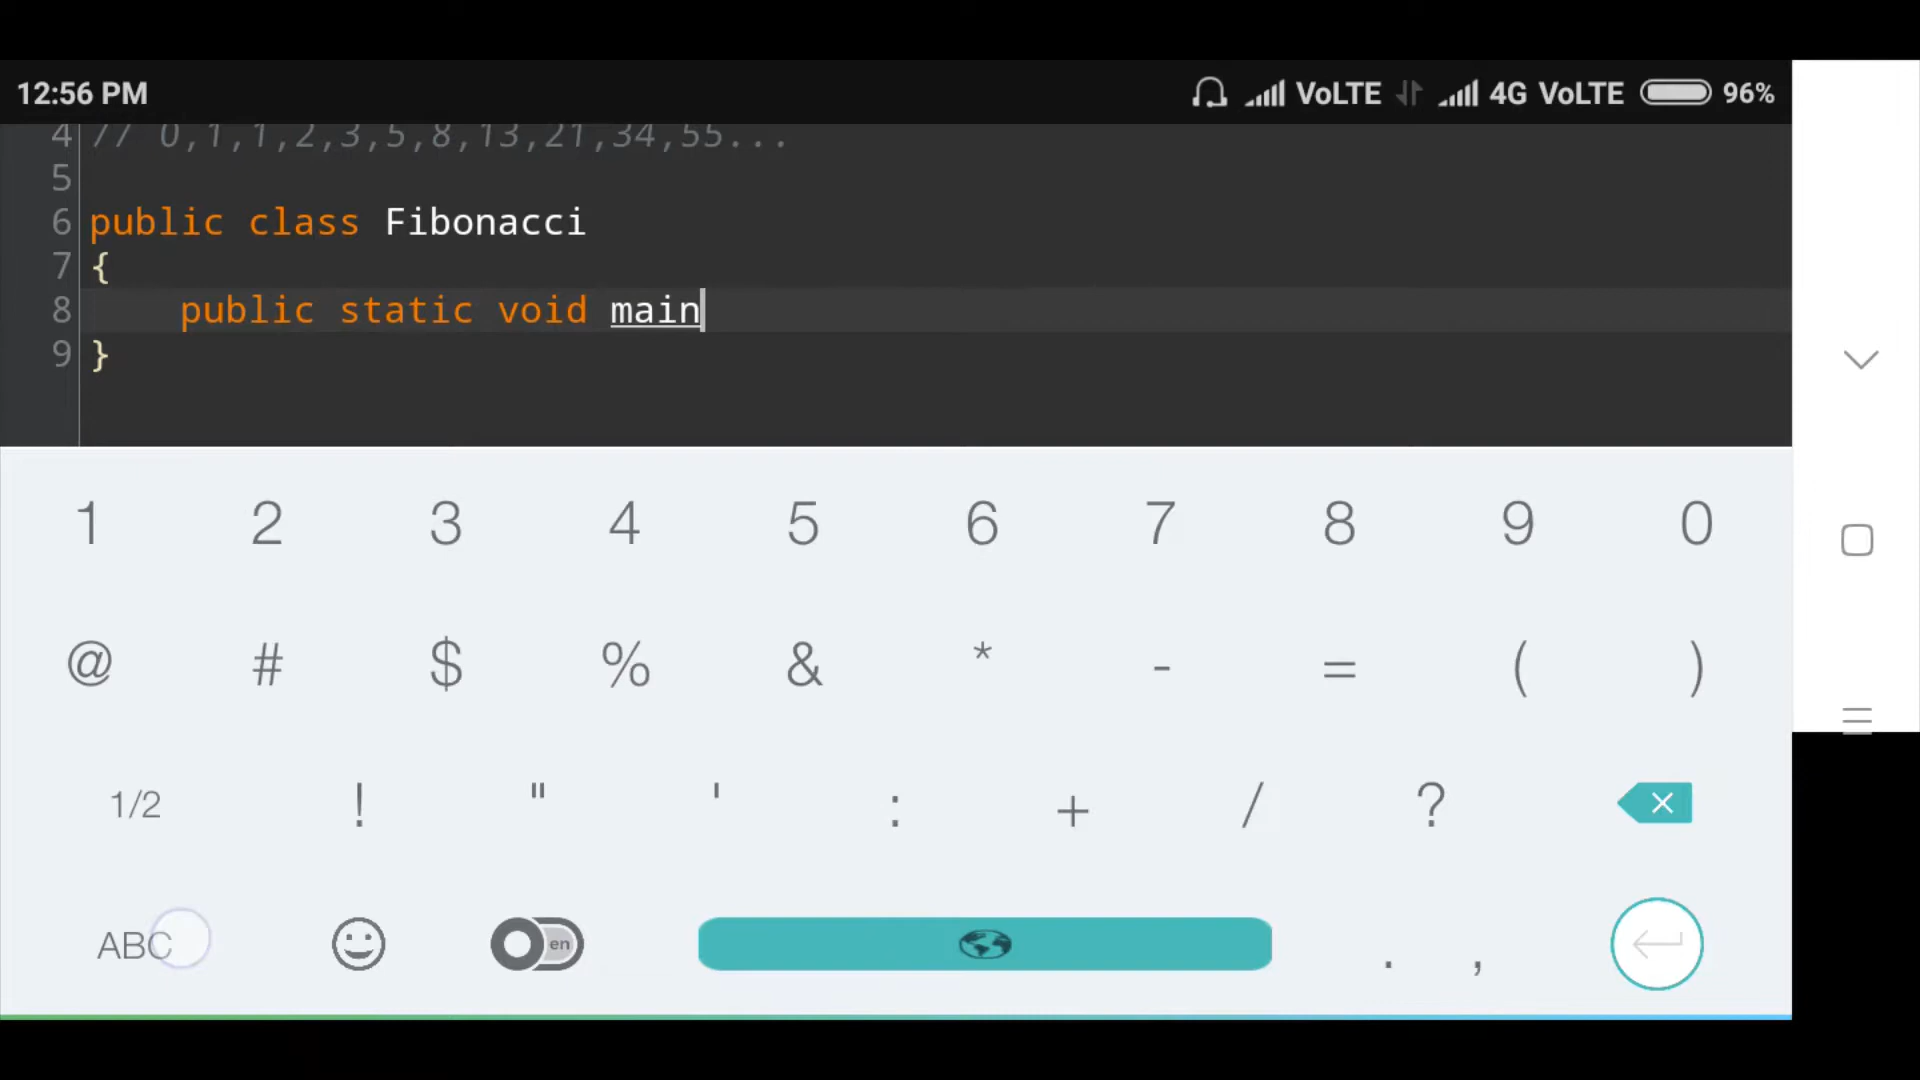 12:56 PM VoLTE 4G VoLTE 96%
4 // 0,1,1,2,3,5,8,13,21,34,55...
5
6 public class Fibonacci
7 {
8 public static void main
9 }
1 2 3 4 5 6 7 8 9 0
@ # $ % & * - = ( )
1/2 ! " ' : + / ?
ABC en . ,